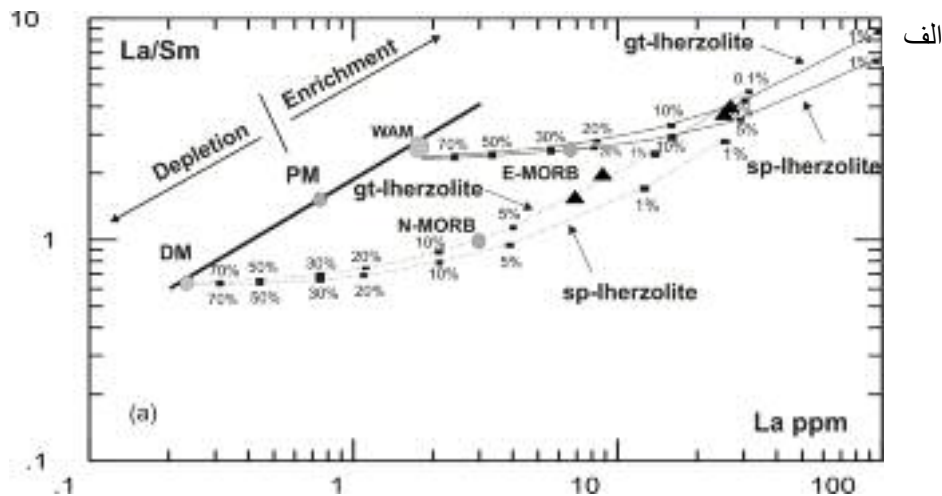 10
الف
La/Sm
gt-lherzolite
1%
1%
Enrichment
0.1%
10%
WAM
20%
30%
50%
70%
5%
Depletion
PM
10%
1%
1%
E-MORB
sp-lherzolite
gt-lherzolite
1%
N-MORB
5%
DM
10%
1
20%
30%
50%
70%
5%
10%
20%
30%
50%
70%
sp-lherzolite
(a)
La ppm
.1
.1
1
10
100